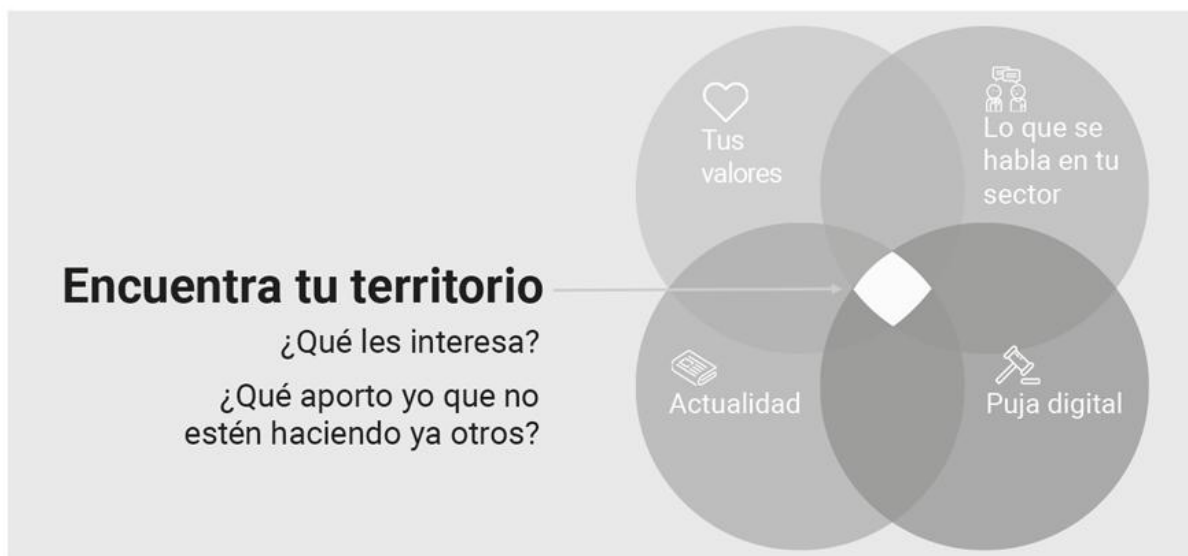 Encuentra tu territorio
¿Qué les interesa?
¿Qué aporto yo que no
estén haciendo ya otros?
Tus
valores
Lo que se
habla en tu
sector
Actualidad
Puja digital